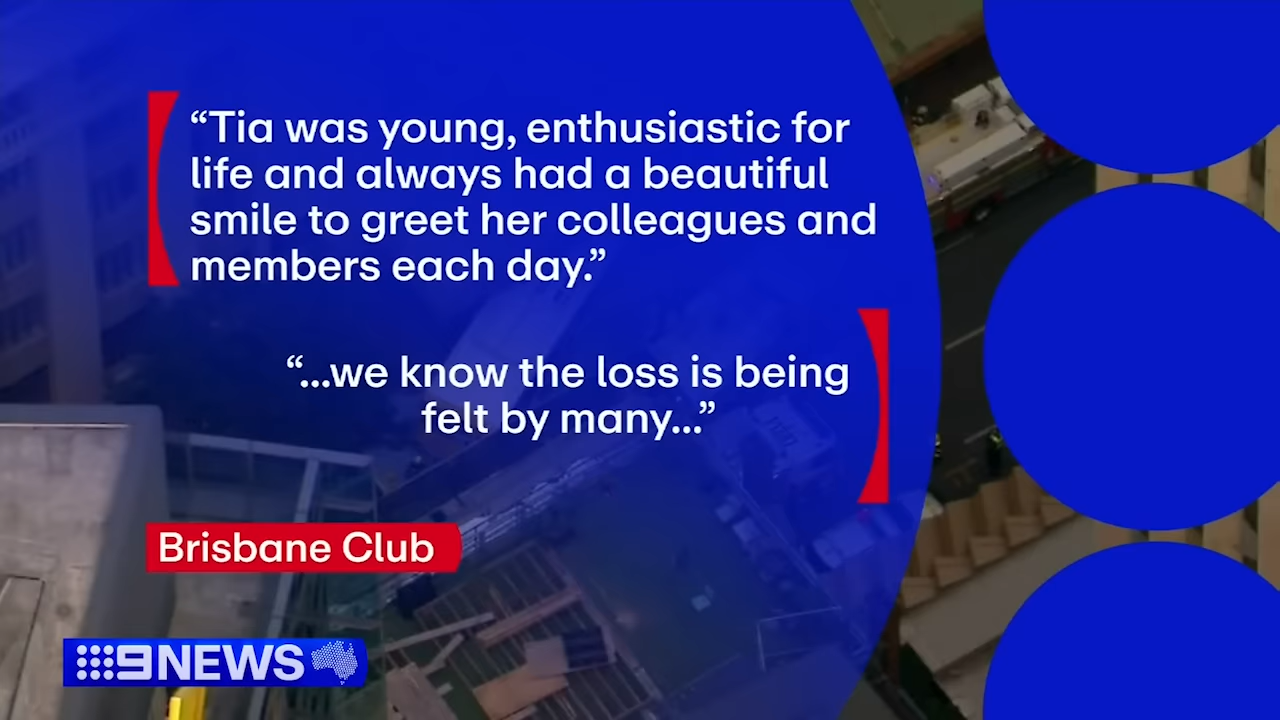 “Tia was young, enthusiastic for
life and always had a beautiful
smile to greet her colleagues and
members each day.”
“...we know the loss is being
felt by many...”
Brisbane Club
9NEWS